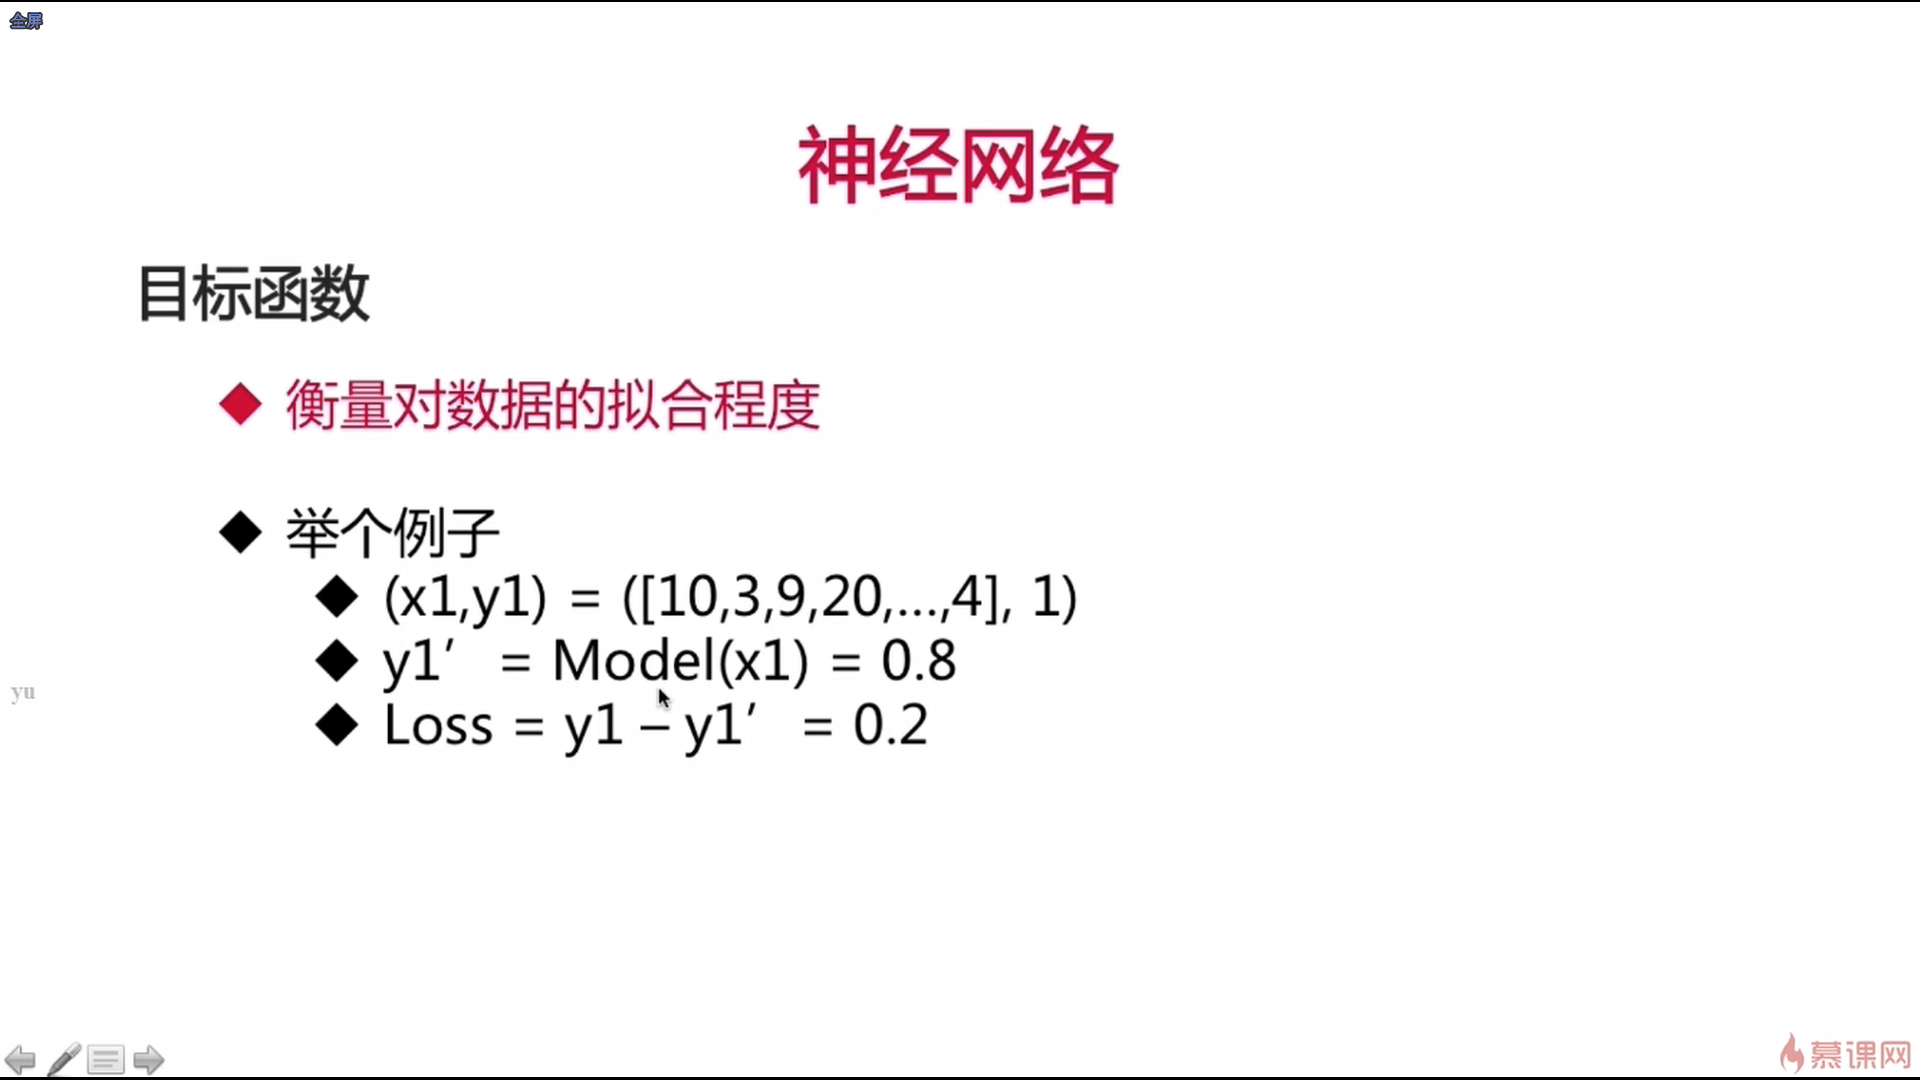 全屏
神经网络
目标函数
衡量对数据的拟合程度
举个例子
(x1,y1) = ([10,3,9,20,…,4], 1)
y1′ = Model(x1) = 0.8
Loss = y1 – y1′ = 0.2
yu
慕课网